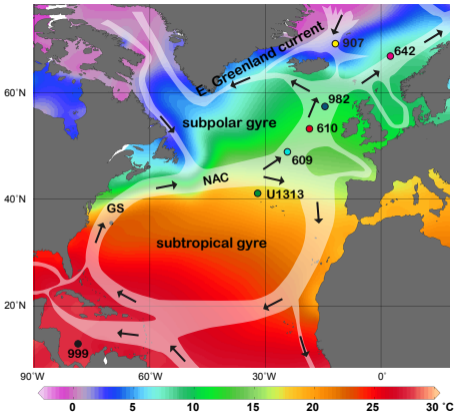 907
E. Greenland current
642
60°N
982
subpolar gyre
610
609
NAC
U1313
40°N
GS
subtropical gyre
20°N
999
90°W 60°W 30°W 0°
0 5 10 15 20 25 30 °C